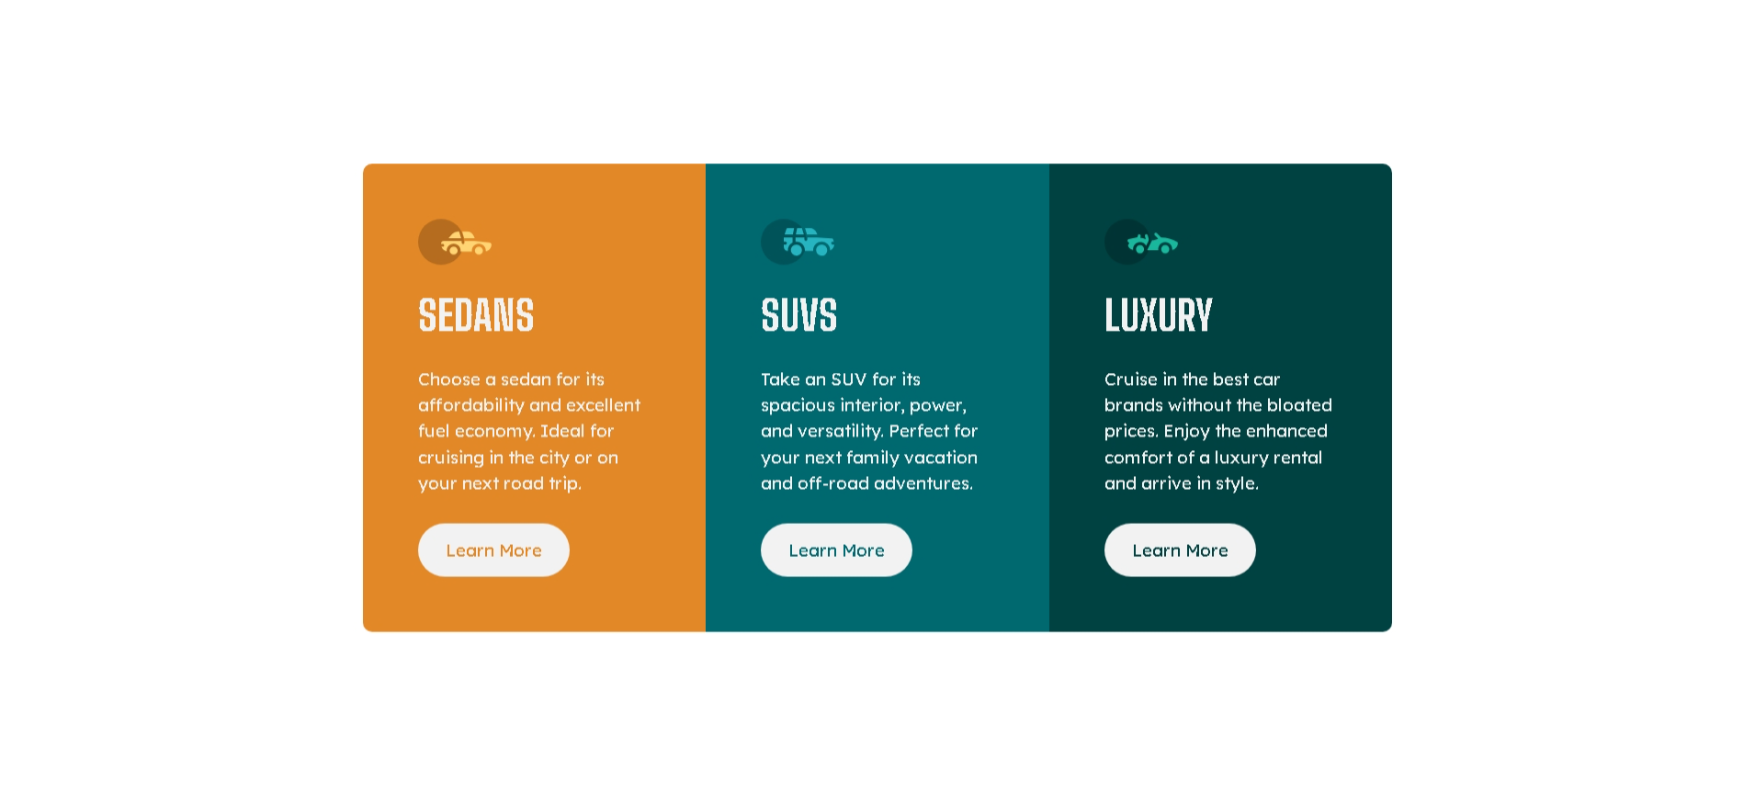 SEDANS
Choose a sedan for its
affordability and excellent
fuel economy. Ideal for
cruising in the city or on
your next road trip.
Learn More
SUVS
Take an SUV for its
spacious interior, power,
and versatility. Perfect for
your next family vacation
and off-road adventures.
Learn More
LUXURY
Cruise in the best car
brands without the bloated
prices. Enjoy the enhanced
comfort of a luxury rental
and arrive in style.
Learn More